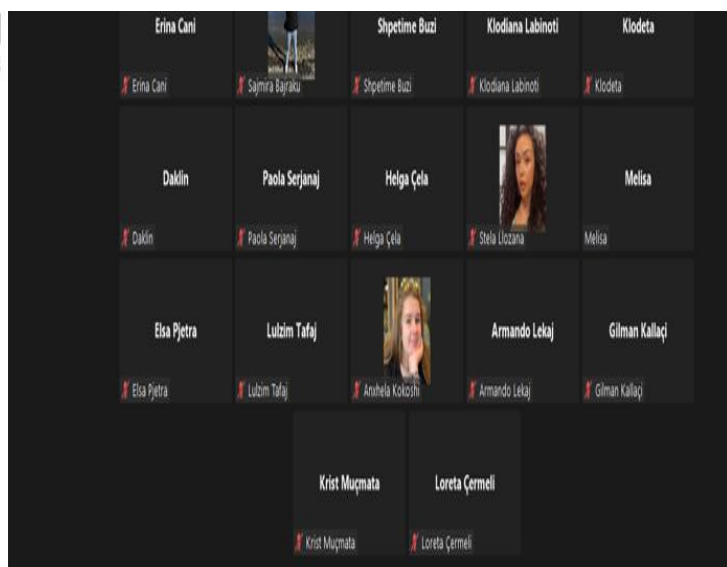 Erina Cani Shpetime Buzi Klodiana Labinoti Klodeta
Erina Cani Sajmira Bajraku Shpetime Buzi Klodiana Labinoti Klodeta
Daklin Paola Serjanaj Helga Çela Melisa
Daklin Paola Serjanaj Helga Çela Stela Llozana Melisa
Elsa Pjetra Lulzim Tafaj Armando Lekaj Gilman Kallaçi
Elsa Pjetra Lulzim Tafaj Anxhela Kokoshi Armando Lekaj Gilman Kallaçi
Krist Muçmata Loreta Çermeli
Krist Muçmata Loreta Çermeli